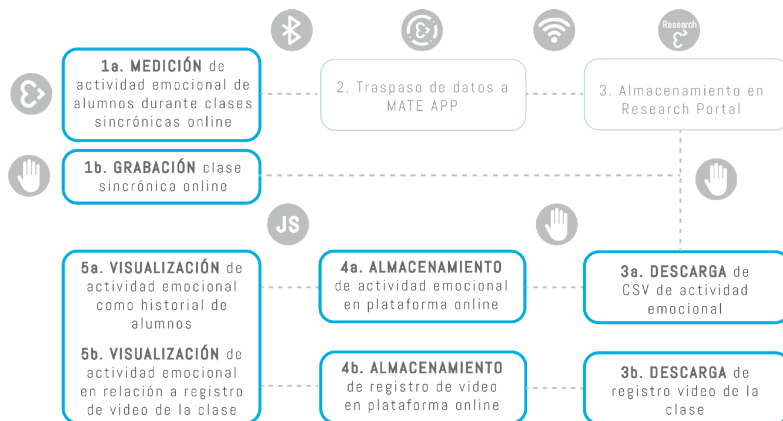 Research
1a. MEDICIÓN de
actividad emocional de
alumnos durante clases
sincrónicas online
2. Traspaso de datos a
MATE APP
3. Almacenamiento en
Research Portal
1b. GRABACIÓN clase
sincrónica online
JS
5a. VISUALIZACIÓN de
actividad emocional
como historial de
alumnos
4a. ALMACENAMIENTO
de actividad emocional
en plataforma online
3a. DESCARGA de
CSV de actividad
emocional
5b. VISUALIZACIÓN de
actividad emocional
en relación a registro
de video de la clase
4b. ALMACENAMIENTO
de registro de video
en plataforma online
3b. DESCARGA de
registro video de la
clase